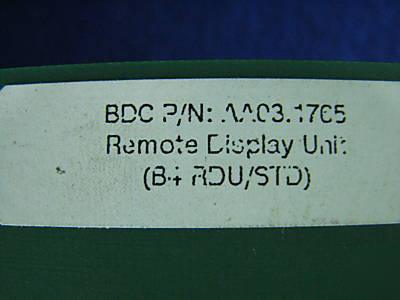 BDC P/N: AA03.1765
Remote Display Unit
(B+ RDU/STD)